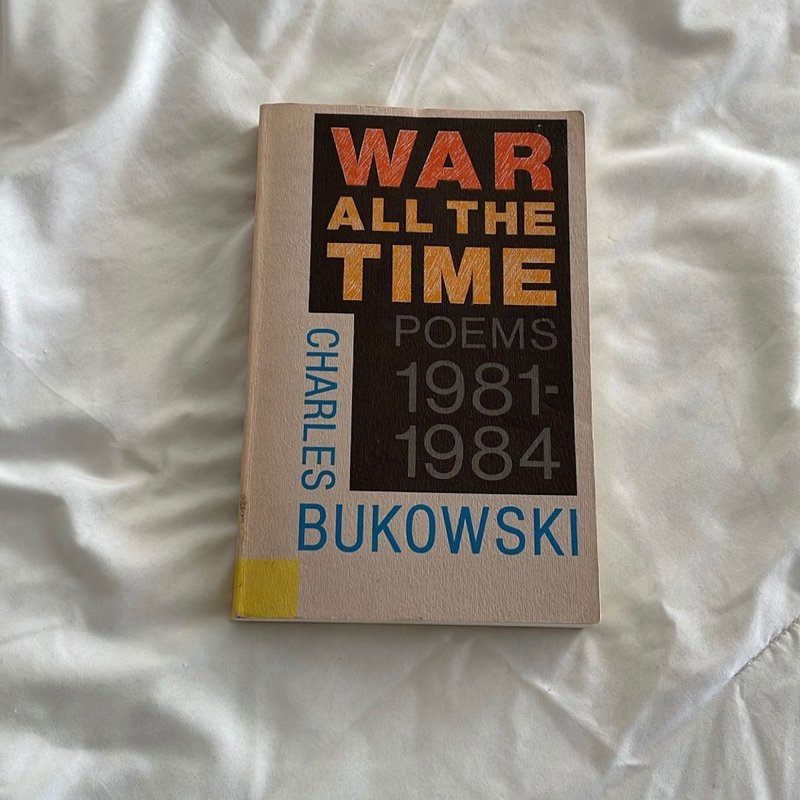 WAR
ALL THE
TIME
POEMS
1981-
1984
CHARLES
BUKOWSKI